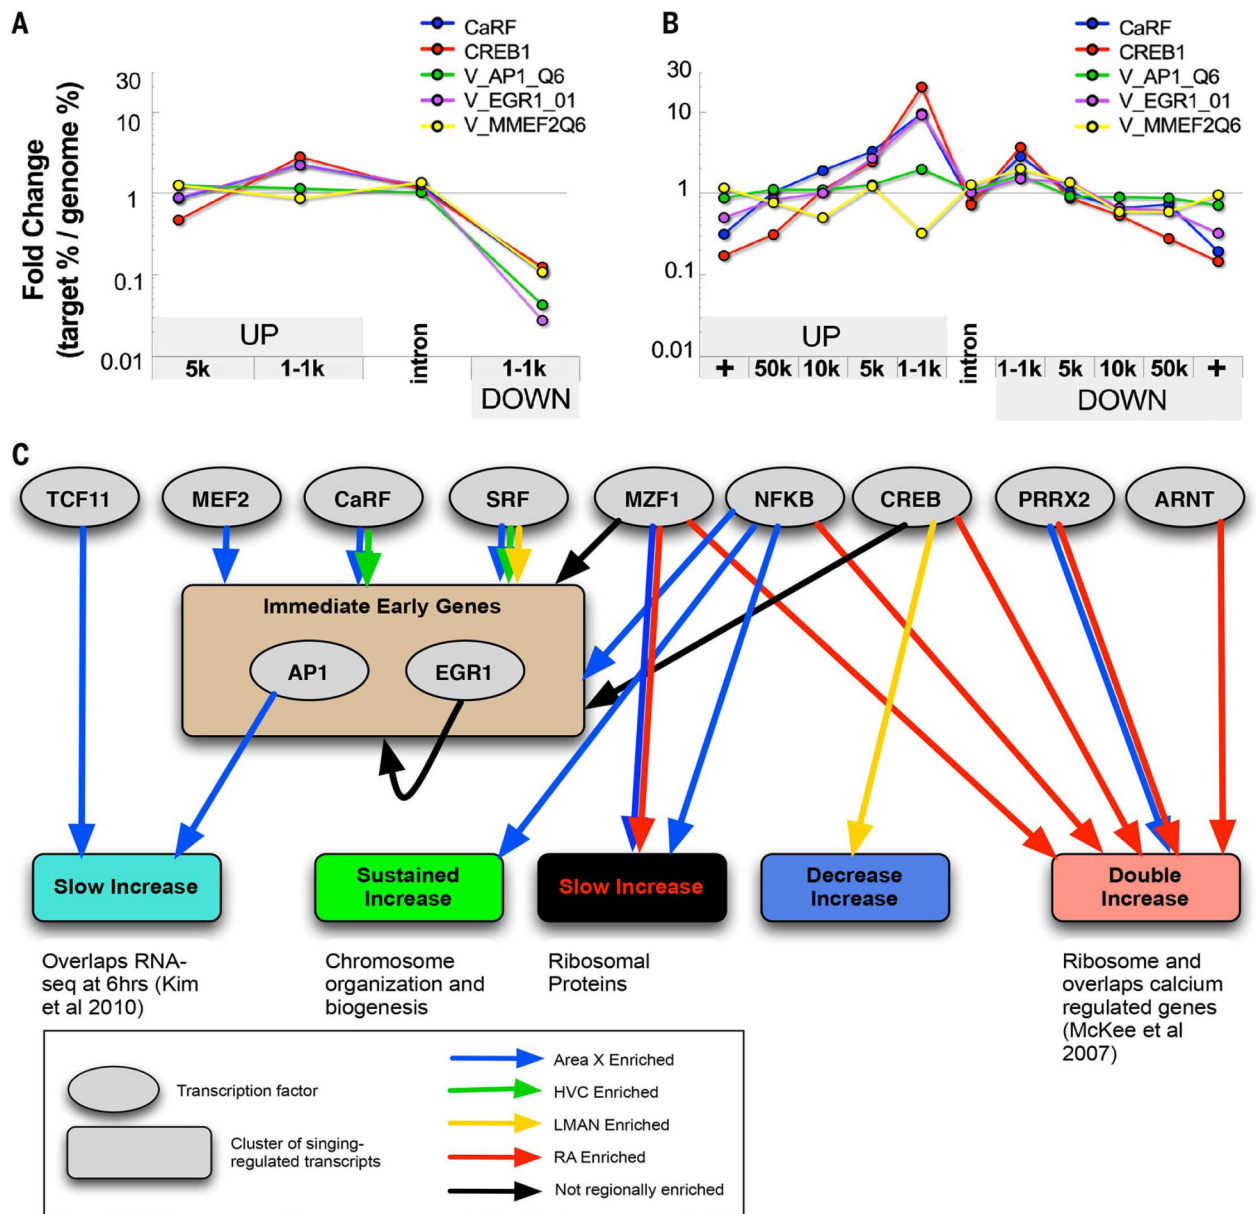 A
CaRF
CREB1
V_AP1_Q6
V_EGR1_01
V_MMEF2Q6
Fold Change
(target % / genome %)
30
10
1
0.1
0.01
UP
5k
1-1k
intron
1-1k
DOWN
B
CaRF
CREB1
V_AP1_Q6
V_EGR1_01
V_MMEF2Q6
30
10
1
0.1
0.01
UP
+
50k
10k
5k
1-1k
intron
1-1k
5k
10k
50k
+
DOWN
C
TCF11
MEF2
CaRF
SRF
MZF1
NFKB
CREB
PRRX2
ARNT
Immediate Early Genes
AP1
EGR1
Slow Increase
Sustained
Increase
Slow Increase
Decrease
Increase
Double
Increase
Overlaps RNA-
seq at 6hrs (Kim
et al 2010)
Chromosome
organization and
biogenesis
Ribosomal
Proteins
Ribosome and
overlaps calcium
regulated genes
(McKee et al
2007)
Transcription factor
Cluster of singing-
regulated transcripts
Area X Enriched
HVC Enriched
LMAN Enriched
RA Enriched
Not regionally enriched